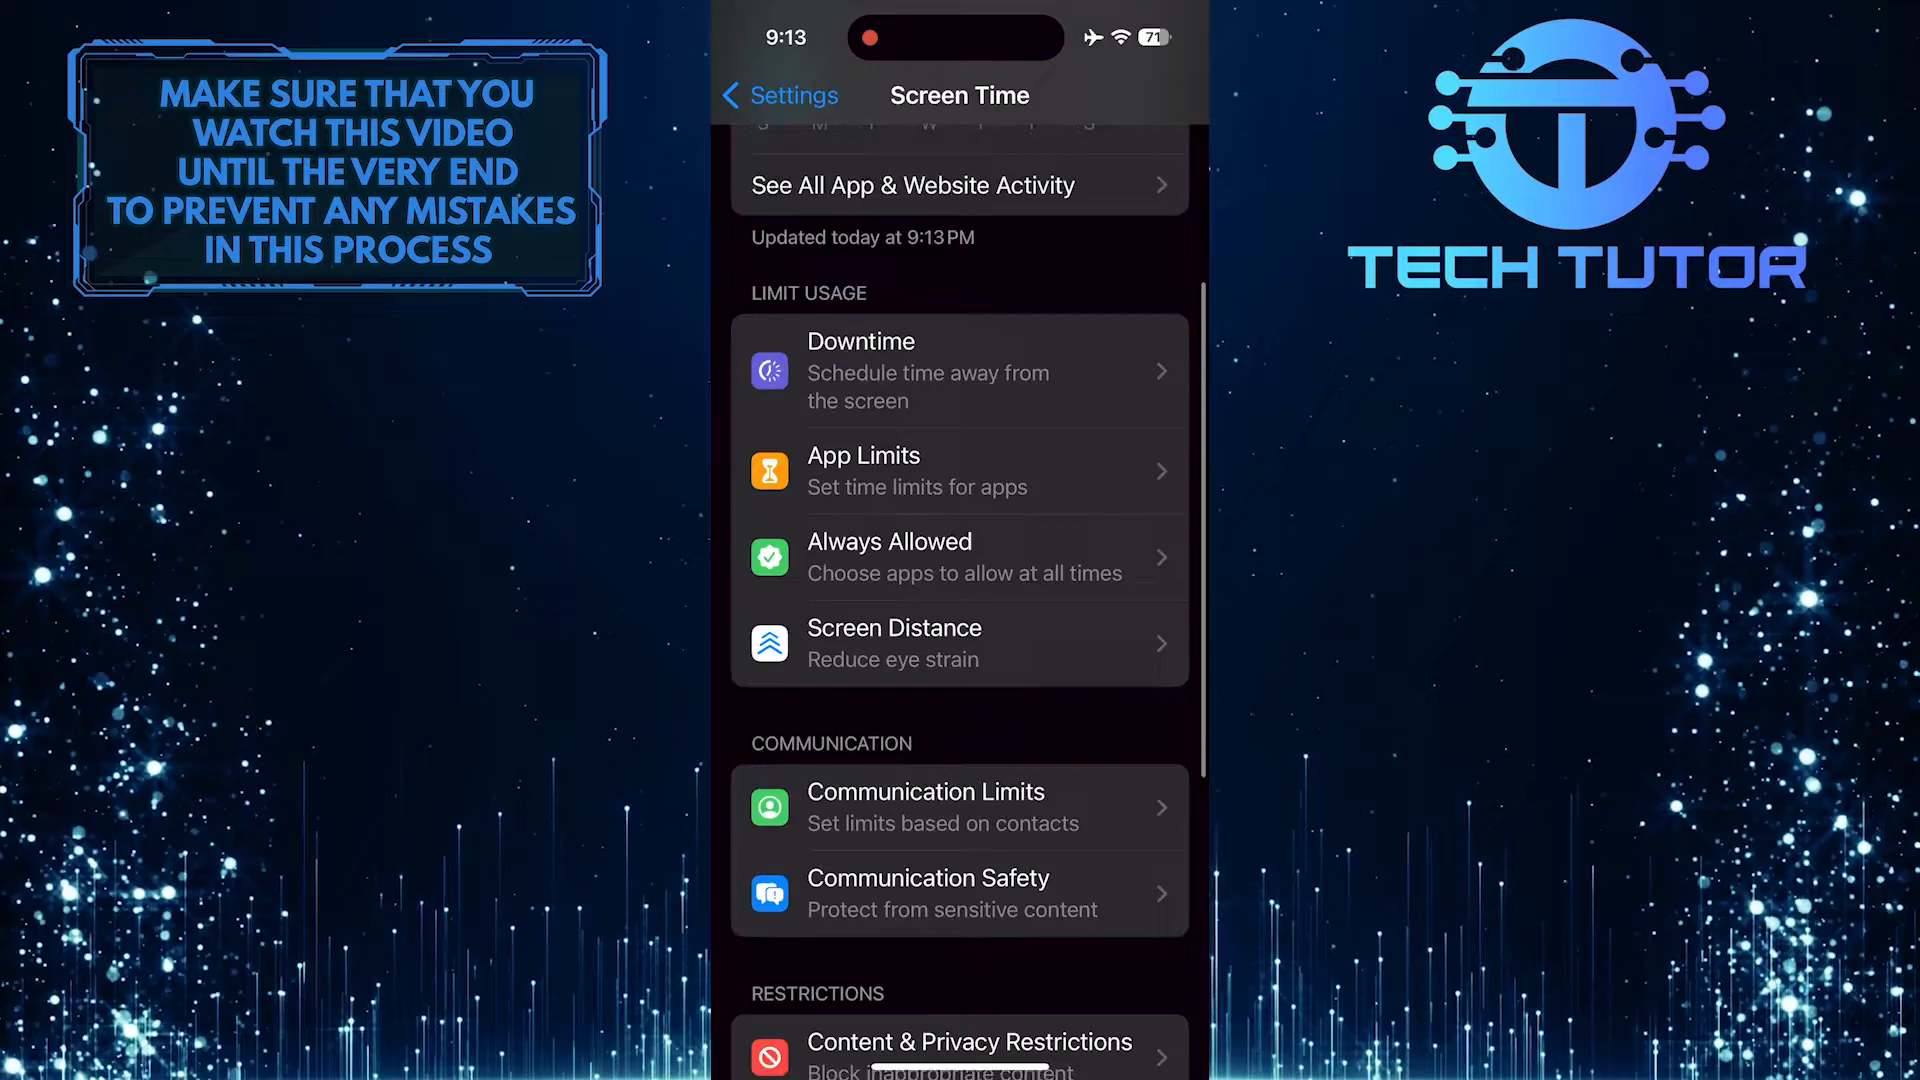 MAKE SURE THAT YOU
WATCH THIS VIDEO
UNTIL THE VERY END
TO PREVENT ANY MISTAKES
IN THIS PROCESS
9:13
71
Settings
Screen Time
S M T W T F S
See All App & Website Activity
Updated today at 9:13 PM
LIMIT USAGE
Downtime
Schedule time away from
the screen
App Limits
Set time limits for apps
Always Allowed
Choose apps to allow at all times
Screen Distance
Reduce eye strain
COMMUNICATION
Communication Limits
Set limits based on contacts
Communication Safety
Protect from sensitive content
RESTRICTIONS
Content & Privacy Restrictions
Block inappropriate content
TECH TUTOR